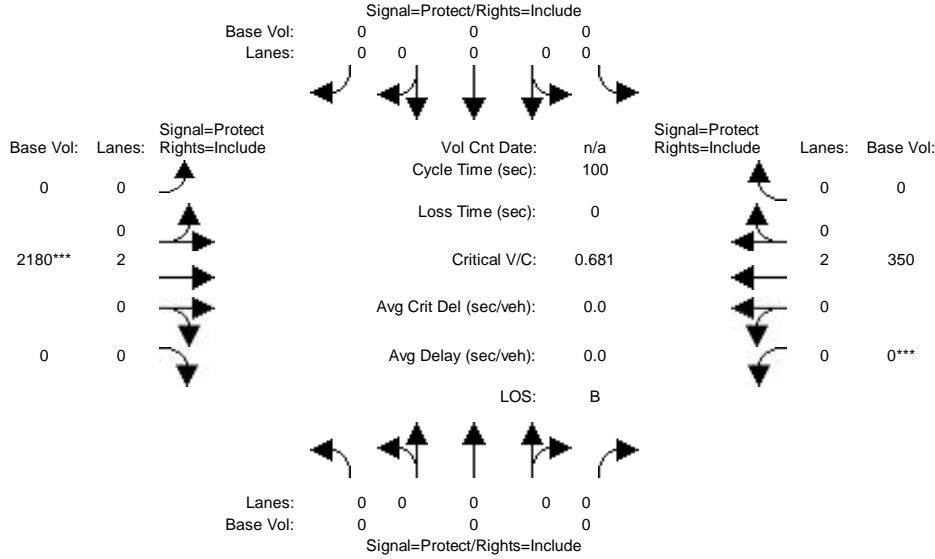 Signal=Protect/Rights=Include
Base Vol: 0 0 0
Lanes: 0 0 0 0 0
Signal=Protect Signal=Protect
Base Vol: Lanes: Rights=Include Vol Cnt Date: n/a Rights=Include Lanes: Base Vol:
Cycle Time (sec): 100
0 0 0 0
Loss Time (sec): 0
0 0
2180*** 2 Critical V/C: 0.681 2 350
0 Avg Crit Del (sec/veh): 0.0 0
0 0 Avg Delay (sec/veh): 0.0 0 0***
LOS: B
Lanes: 0 0 0 0 0
Base Vol: 0 0 0
Signal=Protect/Rights=Include